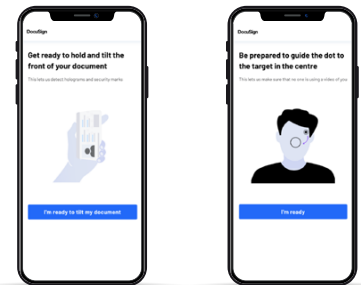 DocuSign
Get ready to hold and tilt the
front of your document
This lets us detect holograms and security marks
I'm ready to tilt my document
DocuSign
Be prepared to guide the dot to
the target in the centre
This lets us make sure that no one is using a video of you
I'm ready